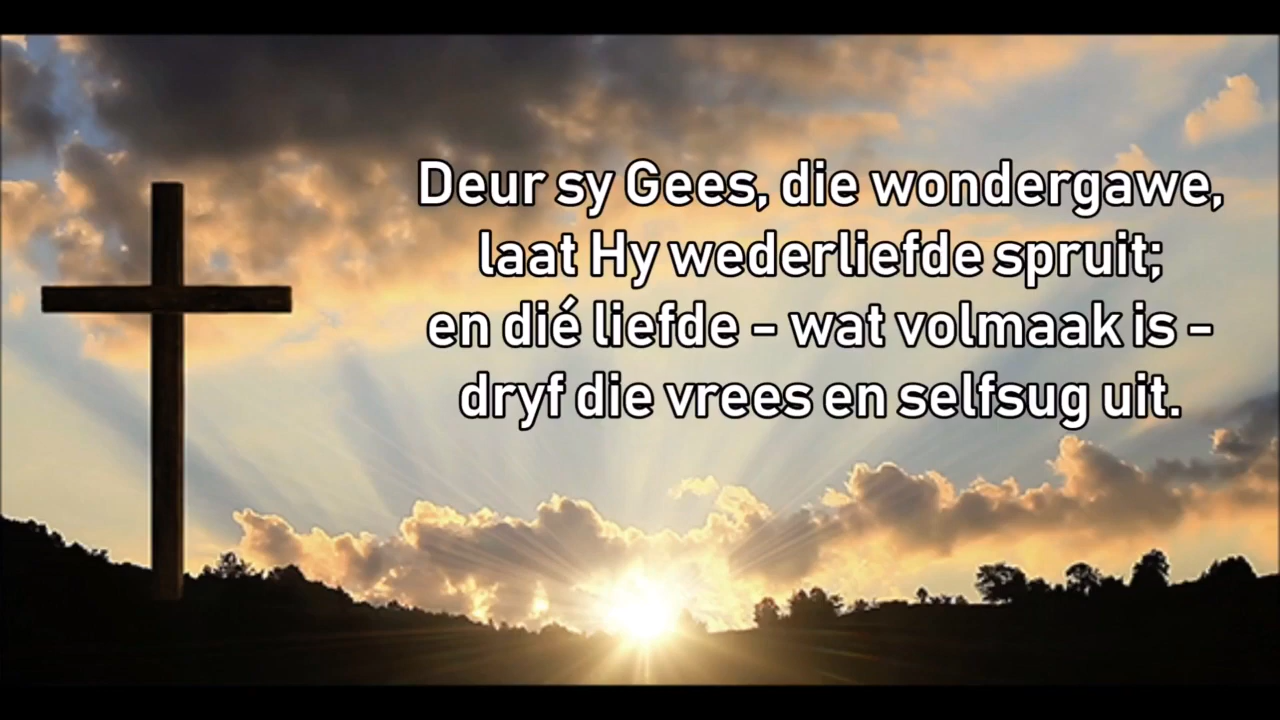 Deur sy Gees, die wondergawe,
laat Hy wederliefde spruit;
en dié liefde – wat volmaak is –
dryf die vrees en selfsug uit.